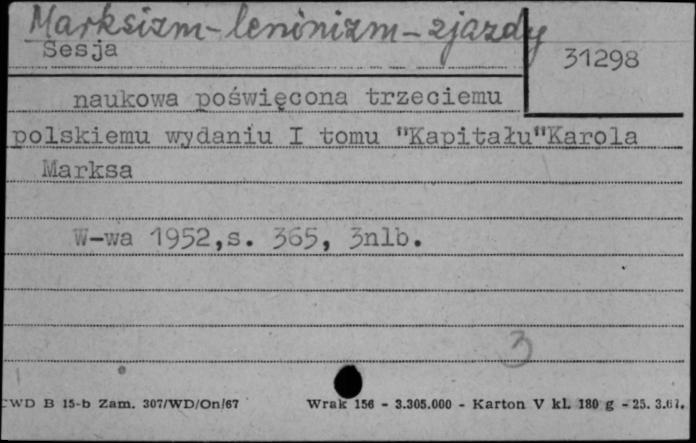 Marksizm-leninizm-zjazdy
Sesja
31298
naukowa poświęcona trzeciemu
polskiemu wydaniu I tomu "Kapitału"Karola
Marksa
W-wa 1952,s. 365, 3nlb.
3
CWD B 15-b Zam. 307/WD/On/67 Wrak 156 - 3.305.000 - Karton V kl. 180 g - 25. 3.67.